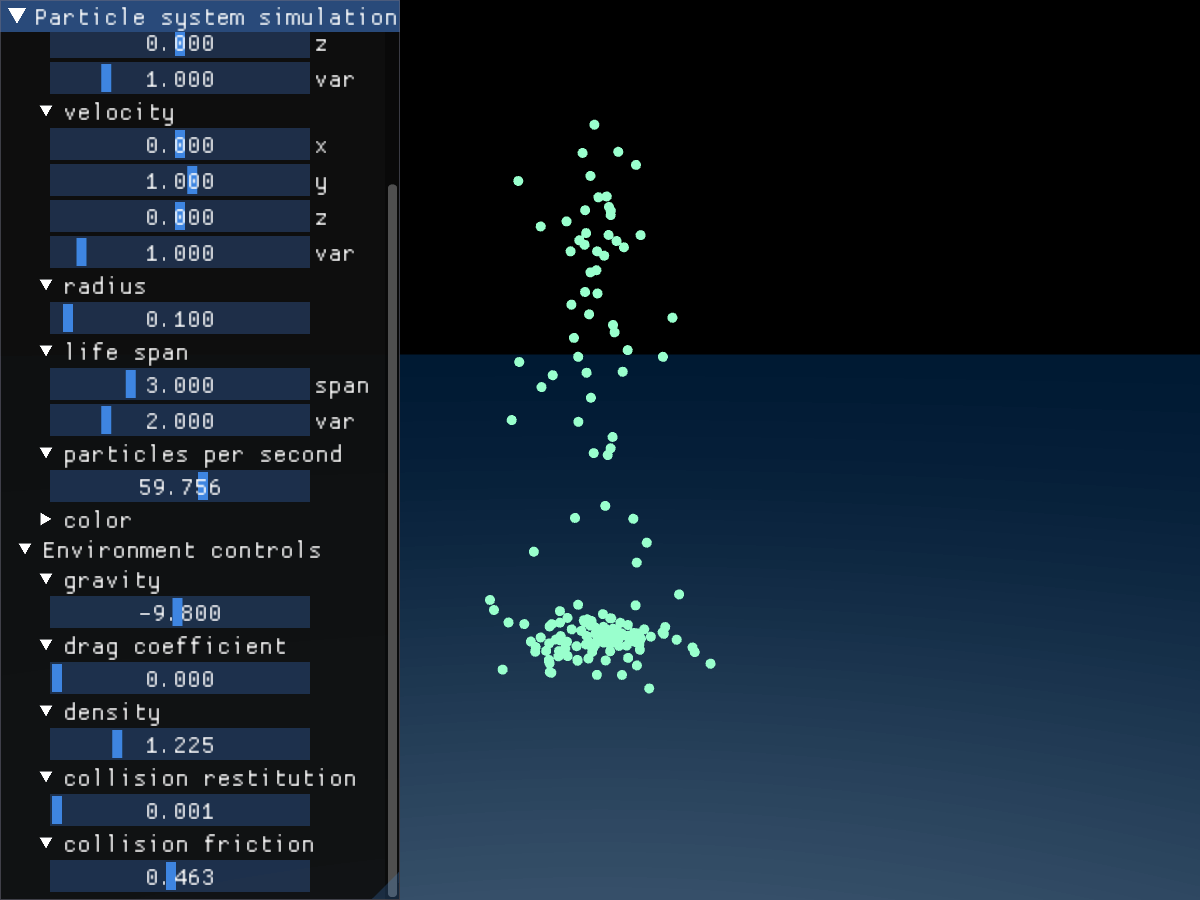 Particle system simulation
0.000 z
1.000 var
velocity
0.000 x
1.000 y
0.000 z
1.000 var
radius
0.100
life span
3.000 span
2.000 var
particles per second
59.756
color
Environment controls
gravity
-9.800
drag coefficient
0.000
density
1.225
collision restitution
0.001
collision friction
0.463